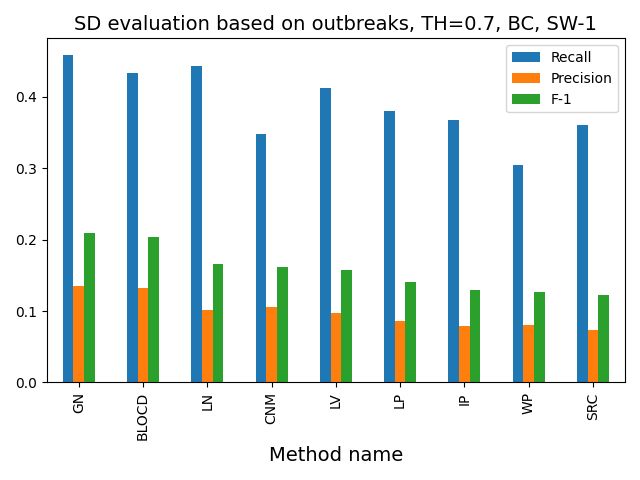 SD evaluation based on outbreaks, TH=0.7, BC, SW-1
Recall
Precision
F-1
0.4
0.3
0.2
0.1
0.0
GN
BLOCD
LN
CNM
LV
LP
IP
WP
SRC
Method name